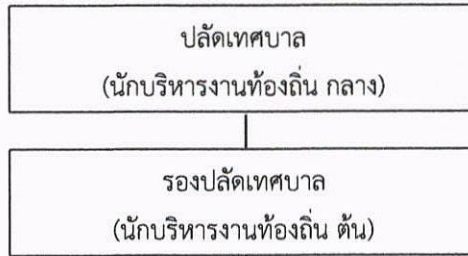 ปลัดเทศบาล
(นักบริหารงานท้องถิ่น กลาง)
รองปลัดเทศบาล
(นักบริหารงานท้องถิ่น ต้น)